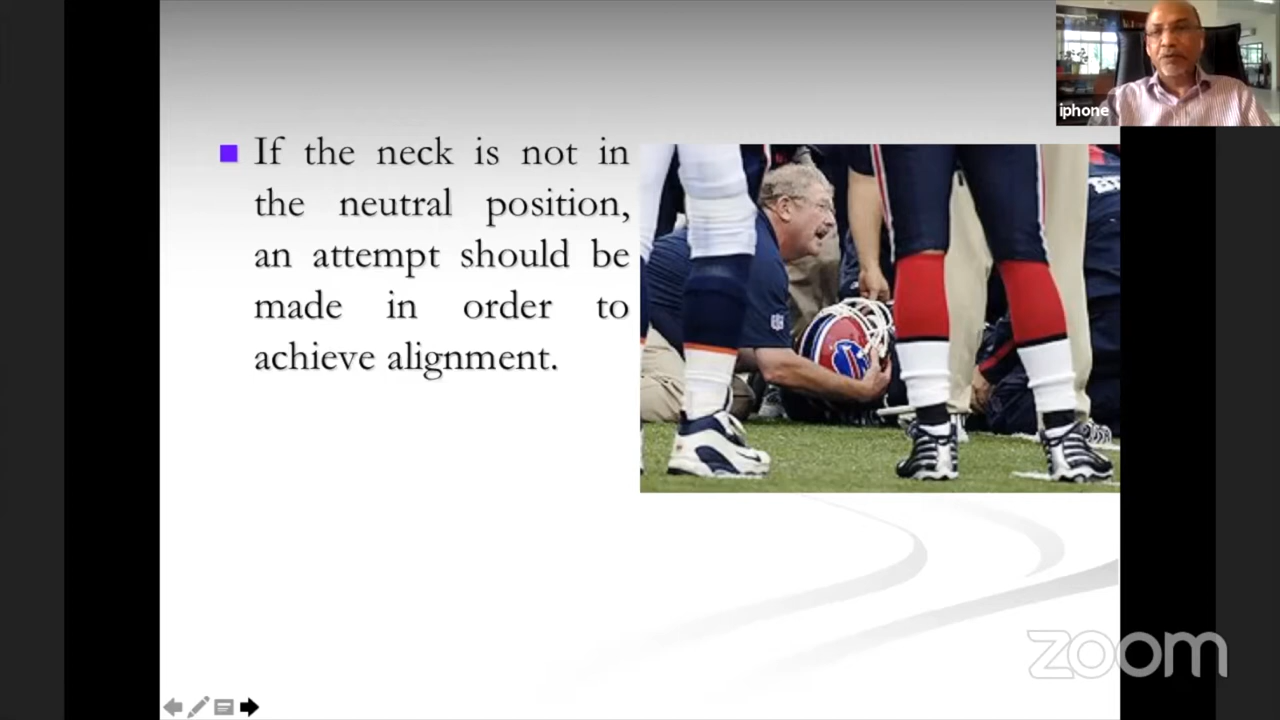 iphone
If the neck is not in
the neutral position,
an attempt should be
made in order to
achieve alignment.
NFL
zoom